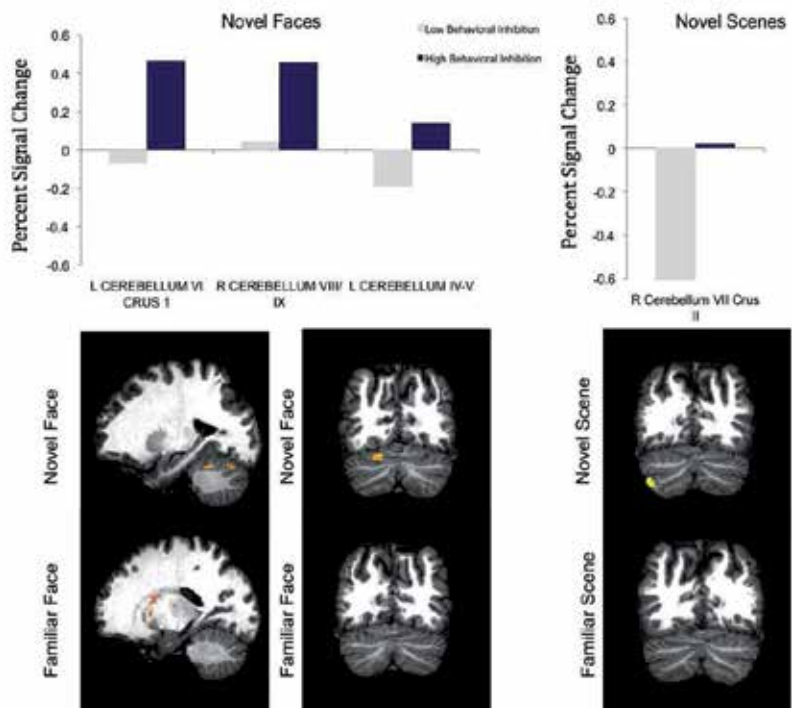 Novel Faces
Low Behavioral Inhibition
High Behavioral Inhibition
Percent Signal Change
0.6
0.4
0.2
0
-0.2
-0.4
-0.6
L CEREBELLUM VI
CRUS 1
R CEREBELLUM VIII/
IX
L CEREBELLUM IV-V
Novel Scenes
Percent Signal Change
0.6
0.4
0.2
0
-0.2
-0.4
-0.6
R Cerebellum VII Crus
II
Novel Face
Novel Face
Novel Scene
Familiar Face
Familiar Face
Familiar Scene